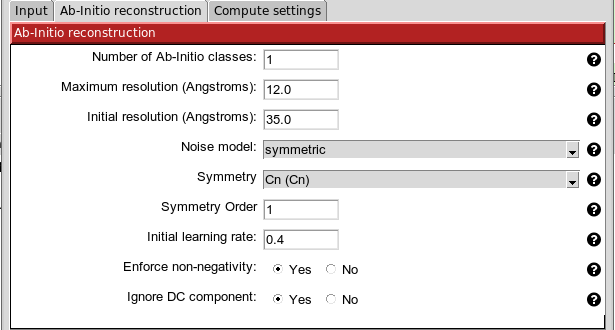 Input Ab-Initio reconstruction Compute settings
Ab-Initio reconstruction
Number of Ab-Initio classes: 1 ?
Maximum resolution (Angstroms): 12.0 ?
Initial resolution (Angstroms): 35.0 ?
Noise model: symmetric ?
Symmetry Cn (Cn) ?
Symmetry Order 1 ?
Initial learning rate: 0.4 ?
Enforce non-negativity: Yes No ?
Ignore DC component: Yes No ?